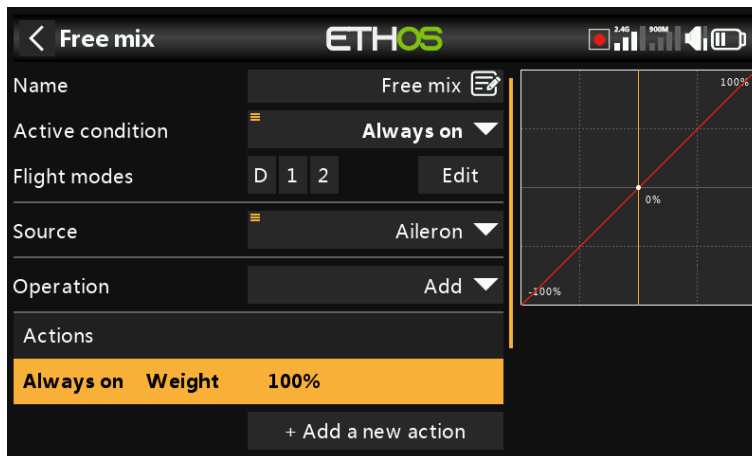 Free mix
ETHOS
2.4G
900M
Name
Free mix
Active condition
Always on
Flight modes
D 1 2
Edit
Source
Aileron
Operation
Add
Actions
Always on Weight 100%
+ Add a new action
100%
0%
-100%